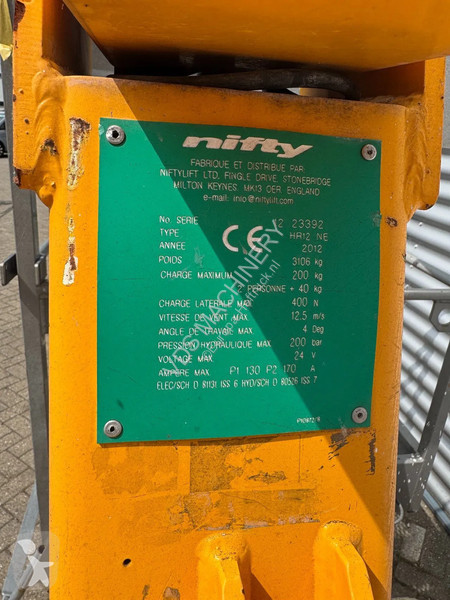 nifty
FABRIQUE ET DISTRIBUE PAR
NIFTYLIFT LTD, FINGLE DRIVE, STONEBRIDGE
MILTON KEYNES MK13 OER ENGLAND
e-mail: info@niftylift.com
No. SERIE 12 23392
TYPE HR12 NE
ANNEE 2012
POIDS 3106 kg
CHARGE MAXIMUM 200 kg
PERSONNE + 40 kg
CHARGE LATERALE MAX 400 N
VITESSE DE VENT MAX 12.5 m/s
ANGLE DE TRAVAIL MAX 4 Deg
PRESSION HYDRAULIQUE MAX 200 bar
VOLTAGE MAX 24 V
AMPERE MAX. P1 130 P2 170 A
ELEC/SCH D 81131 ISS 6 HYD/SCH D 80526 ISS 7
CE